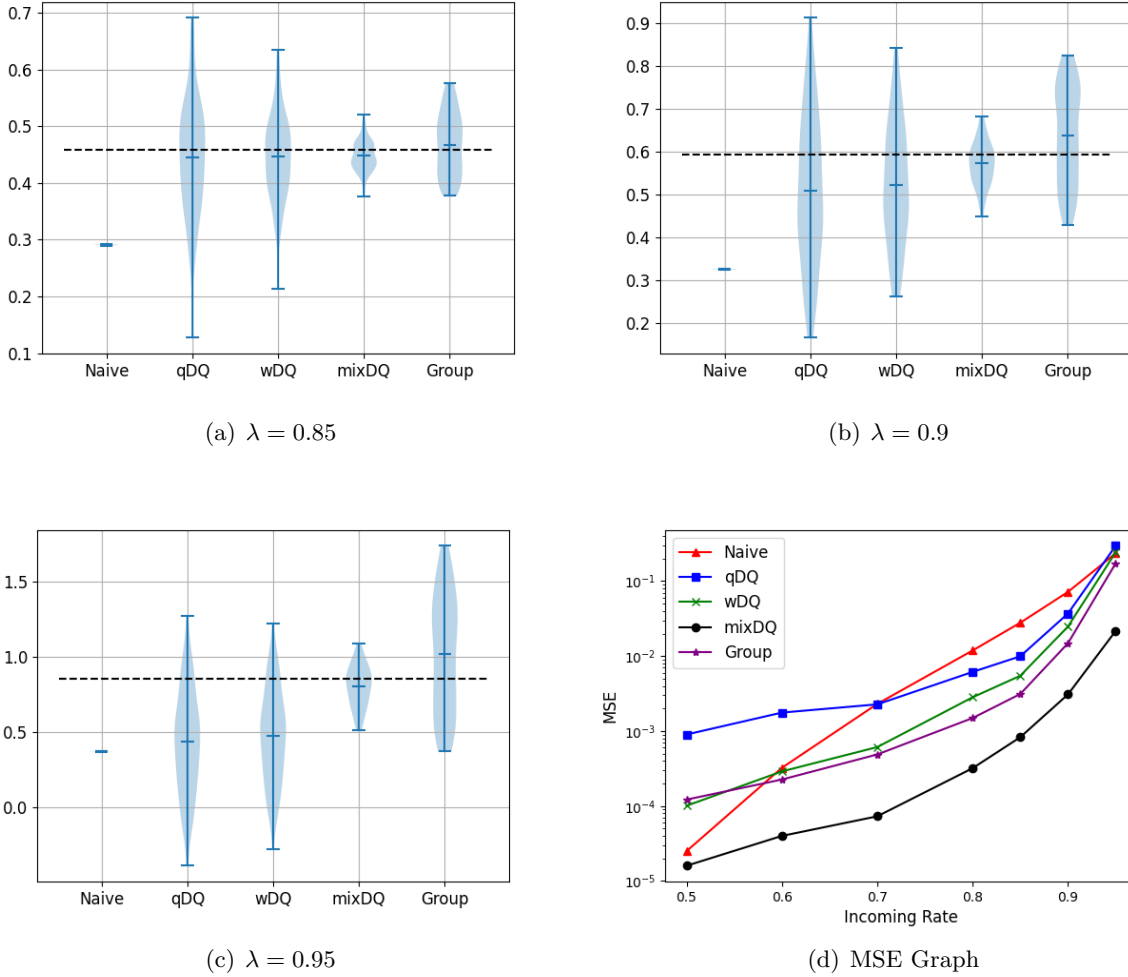 0.7
0.6
0.5
0.4
0.3
0.2
0.1
Naive qDQ wDQ mixDQ Group
(a) λ = 0.85
0.9
0.8
0.7
0.6
0.5
0.4
0.3
0.2
Naive qDQ wDQ mixDQ Group
(b) λ = 0.9
1.5
1.0
0.5
0.0
Naive qDQ wDQ mixDQ Group
(c) λ = 0.95
MSE
10⁻¹
10⁻²
10⁻³
10⁻⁴
10⁻⁵
Naive
qDQ
wDQ
mixDQ
Group
0.5 0.6 0.7 0.8 0.9
Incoming Rate
(d) MSE Graph